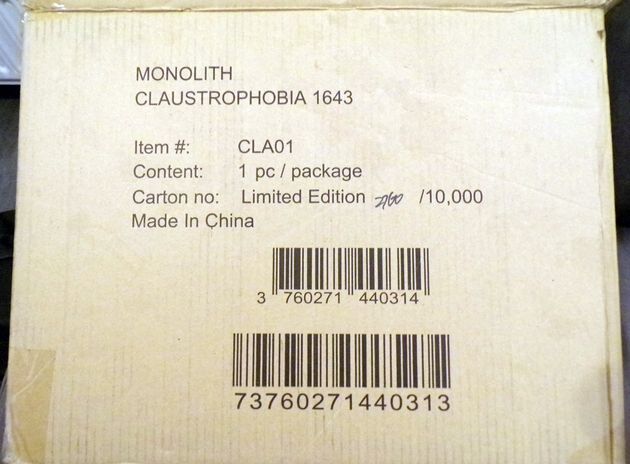 MONOLITH
CLAUSTROPHOBIA 1643
Item #: CLA01
Content: 1 pc / package
Carton no: Limited Edition /10,000
Made In China
3 760271 440314
73760271440313